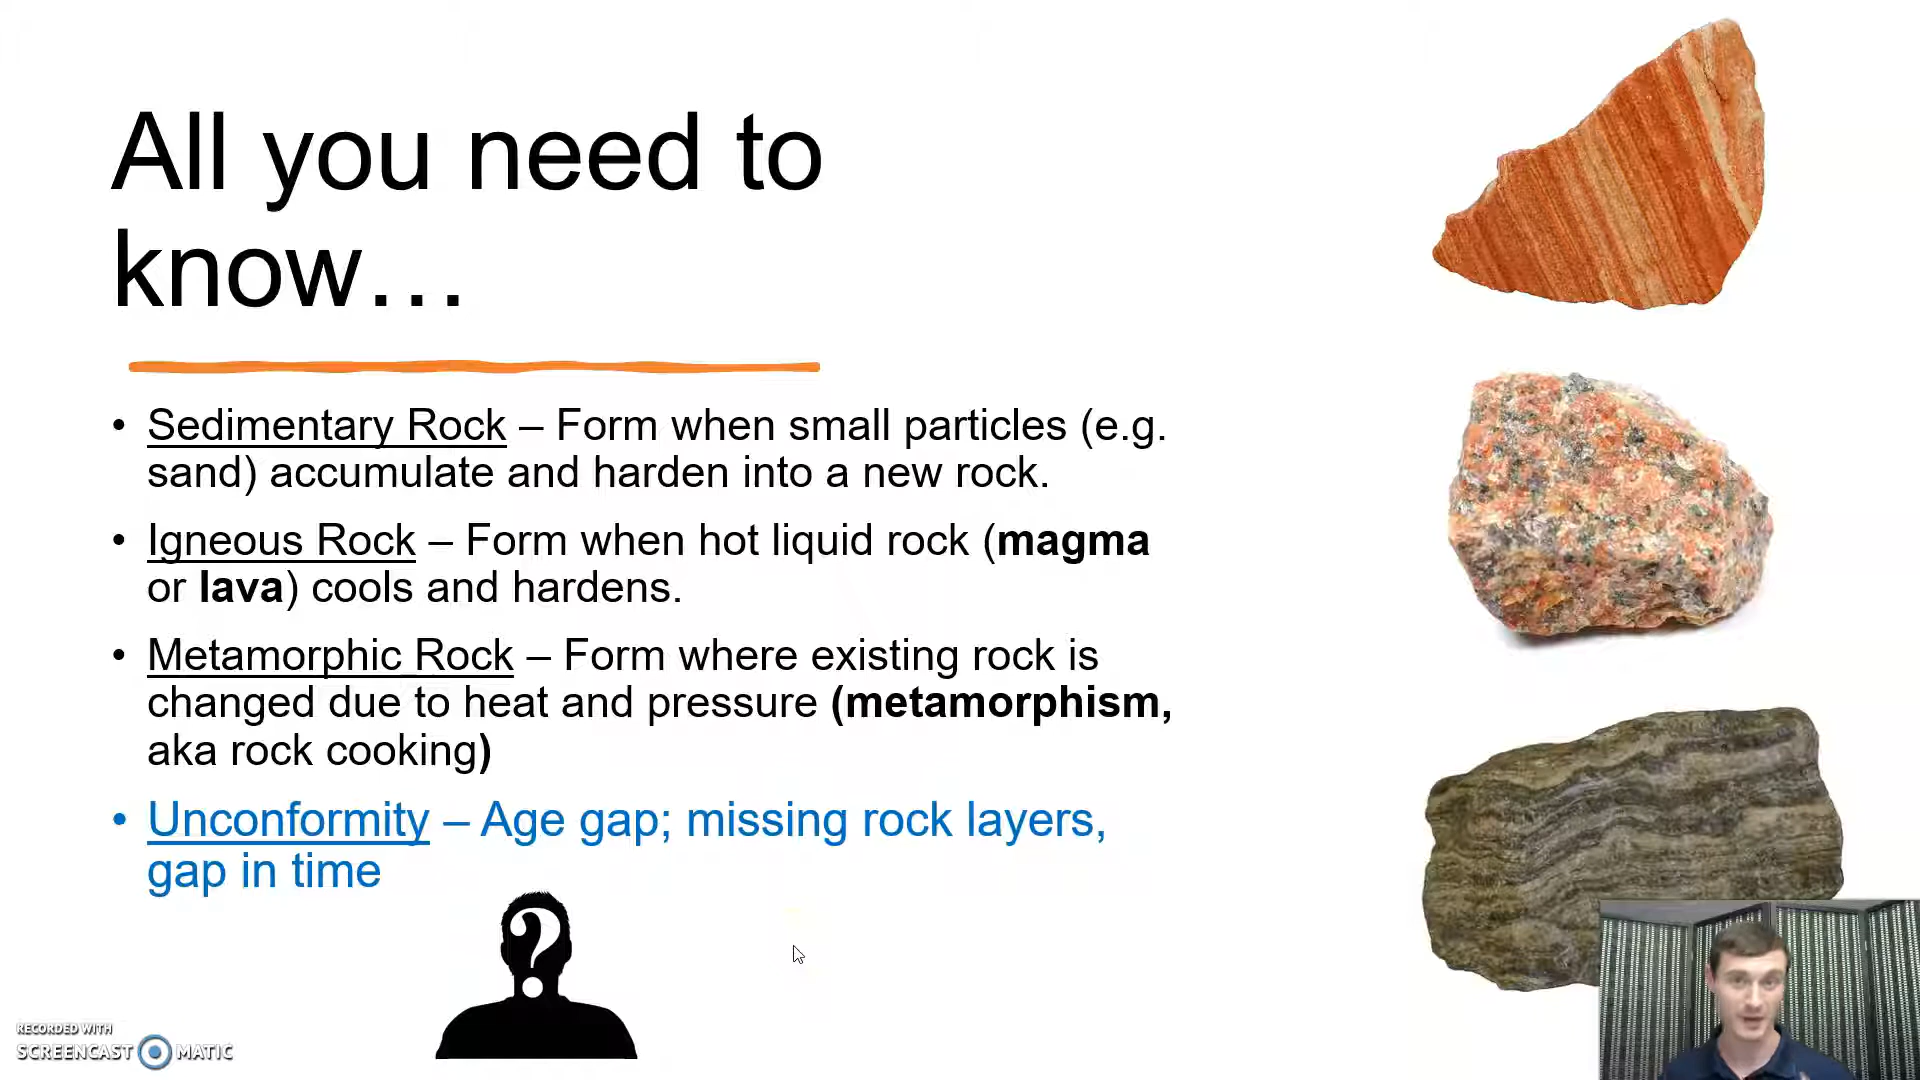 All you need to
know…
• Sedimentary Rock – Form when small particles (e.g.
sand) accumulate and harden into a new rock.
• Igneous Rock – Form when hot liquid rock (magma
or lava) cools and hardens.
• Metamorphic Rock – Form where existing rock is
changed due to heat and pressure (metamorphism,
aka rock cooking)
• Unconformity – Age gap; missing rock layers,
gap in time
?
RECORDED WITH
SCREENCAST MATIC